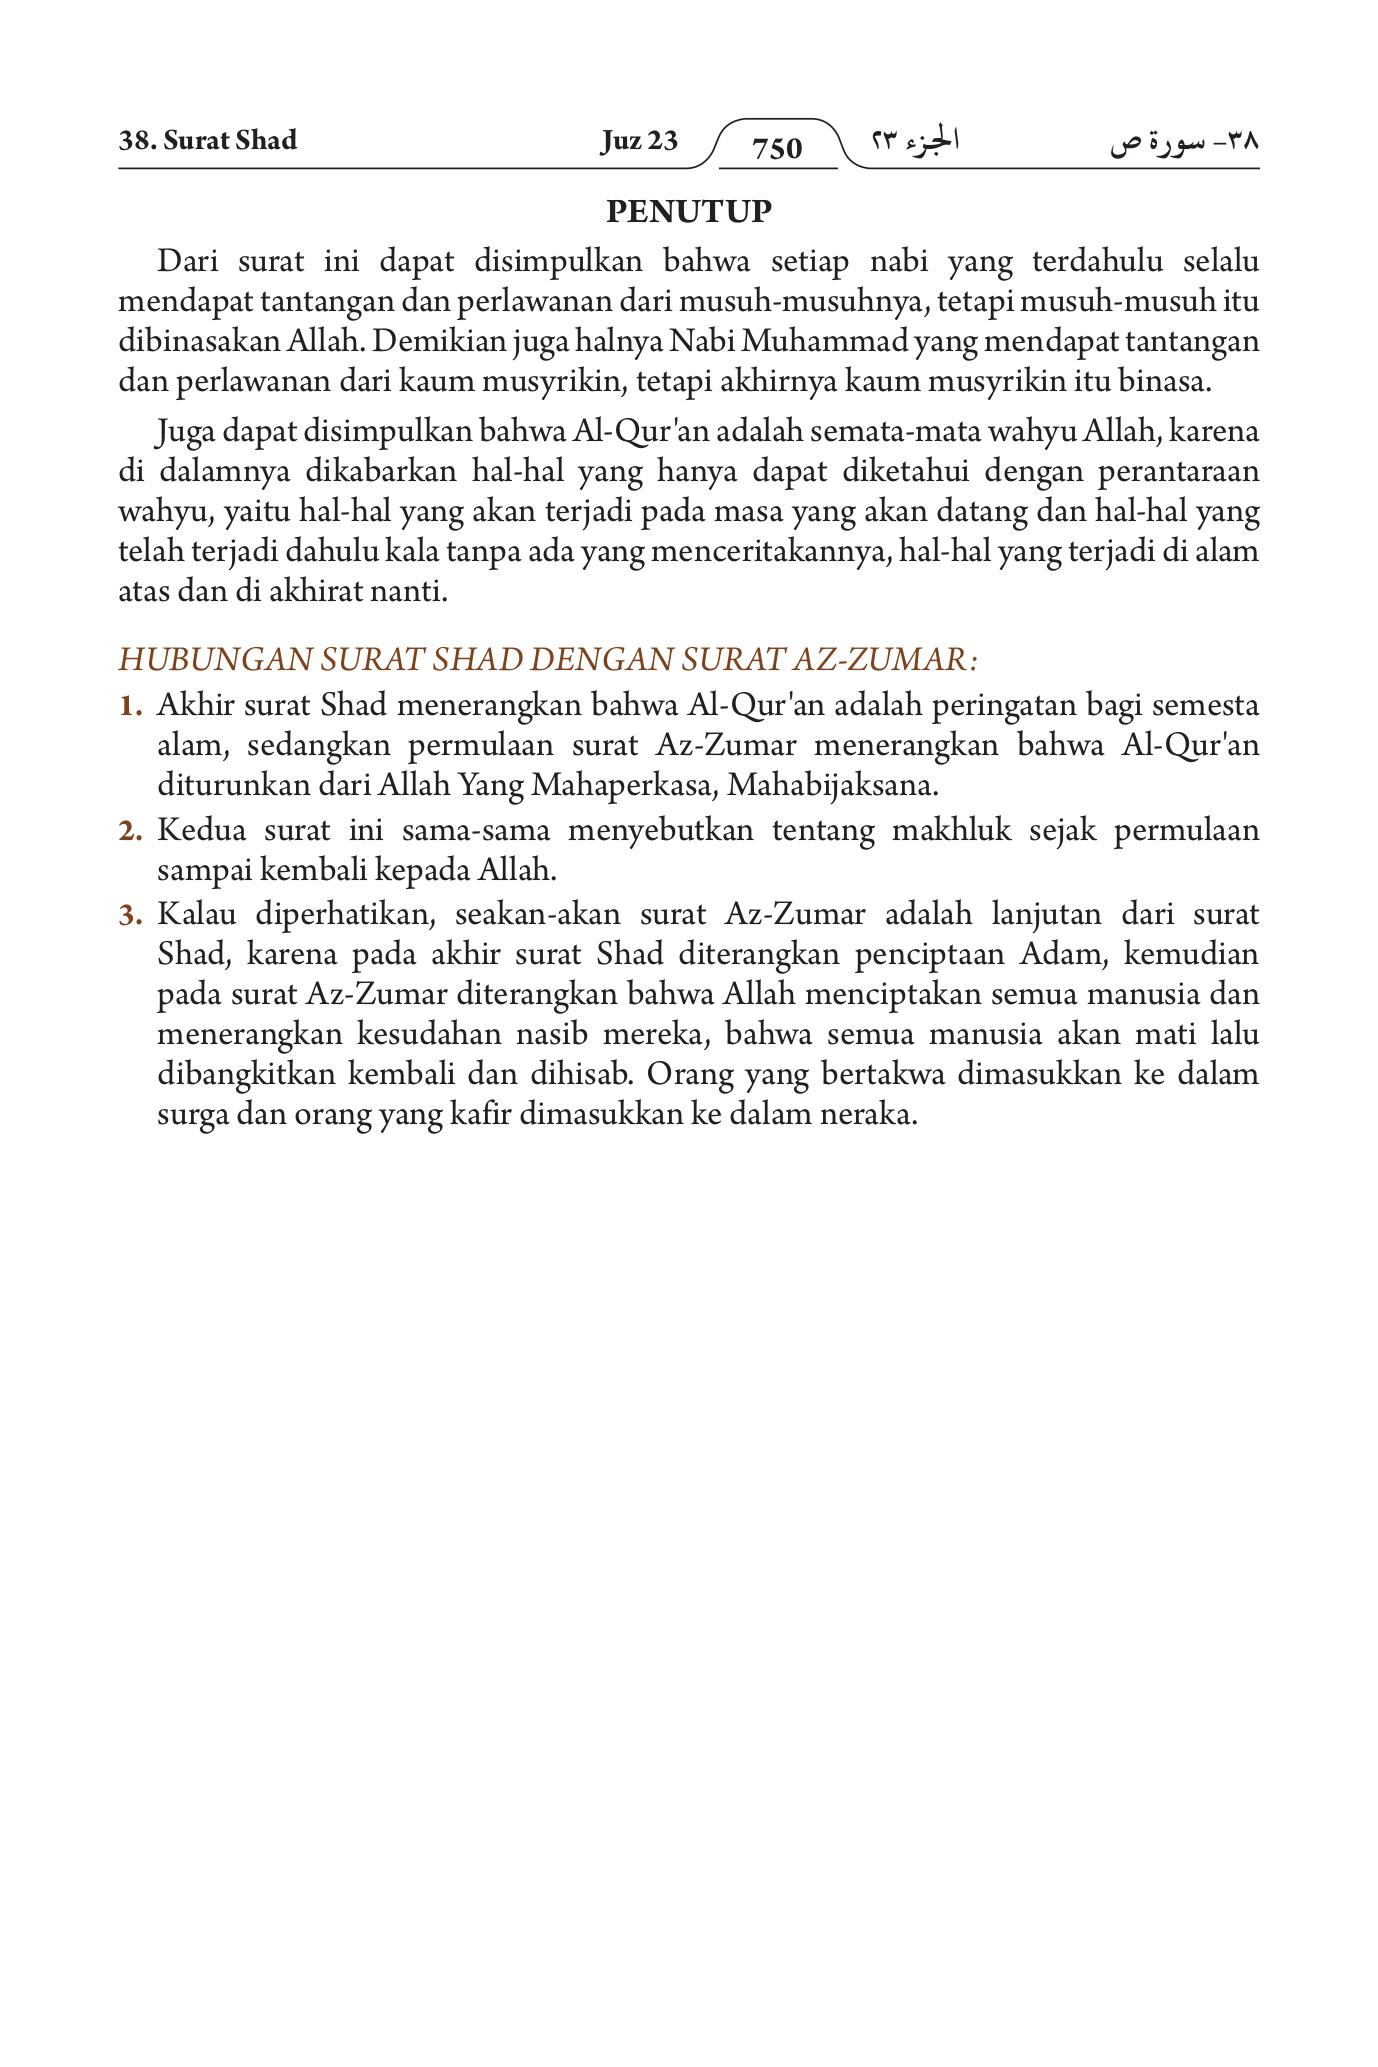 38. Surat Shad Juz 23 750 الجزء ٢٣ ٣٨- سورة ص
PENUTUP
Dari surat ini dapat disimpulkan bahwa setiap nabi yang terdahulu selalu
mendapat tantangan dan perlawanan dari musuh-musuhnya, tetapi musuh-musuh itu
dibinasakan Allah. Demikian juga halnya Nabi Muhammad yang mendapat tantangan
dan perlawanan dari kaum musyrikin, tetapi akhirnya kaum musyrikin itu binasa.
Juga dapat disimpulkan bahwa Al-Qur'an adalah semata-mata wahyu Allah, karena
di dalamnya dikabarkan hal-hal yang hanya dapat diketahui dengan perantaraan
wahyu, yaitu hal-hal yang akan terjadi pada masa yang akan datang dan hal-hal yang
telah terjadi dahulu kala tanpa ada yang menceritakannya, hal-hal yang terjadi di alam
atas dan di akhirat nanti.
HUBUNGAN SURAT SHAD DENGAN SURAT AZ-ZUMAR:
1. Akhir surat Shad menerangkan bahwa Al-Qur'an adalah peringatan bagi semesta
alam, sedangkan permulaan surat Az-Zumar menerangkan bahwa Al-Qur'an
diturunkan dari Allah Yang Mahaperkasa, Mahabijaksana.
2. Kedua surat ini sama-sama menyebutkan tentang makhluk sejak permulaan
sampai kembali kepada Allah.
3. Kalau diperhatikan, seakan-akan surat Az-Zumar adalah lanjutan dari surat
Shad, karena pada akhir surat Shad diterangkan penciptaan Adam, kemudian
pada surat Az-Zumar diterangkan bahwa Allah menciptakan semua manusia dan
menerangkan kesudahan nasib mereka, bahwa semua manusia akan mati lalu
dibangkitkan kembali dan dihisab. Orang yang bertakwa dimasukkan ke dalam
surga dan orang yang kafir dimasukkan ke dalam neraka.